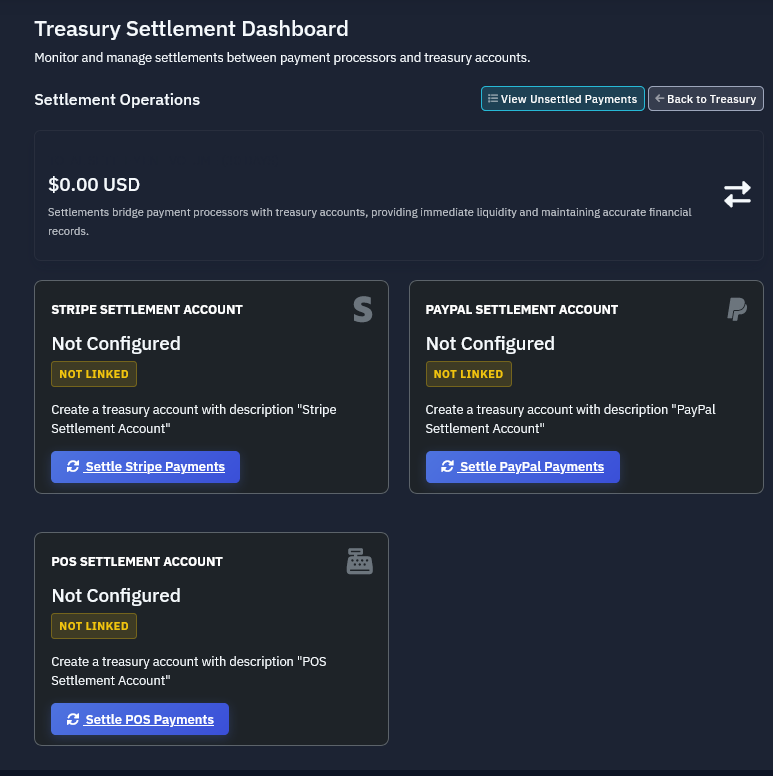 Treasury Settlement Dashboard
Monitor and manage settlements between payment processors and treasury accounts.
Settlement Operations
View Unsettled Payments
Back to Treasury
$0.00 USD
Settlements bridge payment processors with treasury accounts, providing immediate liquidity and maintaining accurate financial
records.
STRIPE SETTLEMENT ACCOUNT
Not Configured
NOT LINKED
Create a treasury account with description "Stripe
Settlement Account"
Settle Stripe Payments
PAYPAL SETTLEMENT ACCOUNT
Not Configured
NOT LINKED
Create a treasury account with description "PayPal
Settlement Account"
Settle PayPal Payments
POS SETTLEMENT ACCOUNT
Not Configured
NOT LINKED
Create a treasury account with description "POS
Settlement Account"
Settle POS Payments